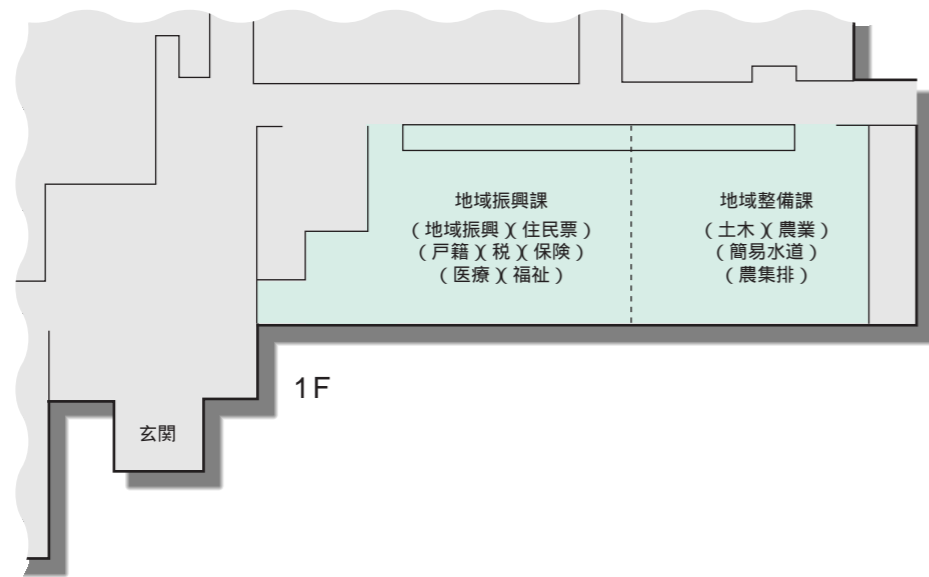 地域振興課
（地域振興）（住民票）
（戸籍）（税）（保険）
（医療）（福祉）
地域整備課
（土木）（農業）
（簡易水道）
（農集排）
1F
玄関